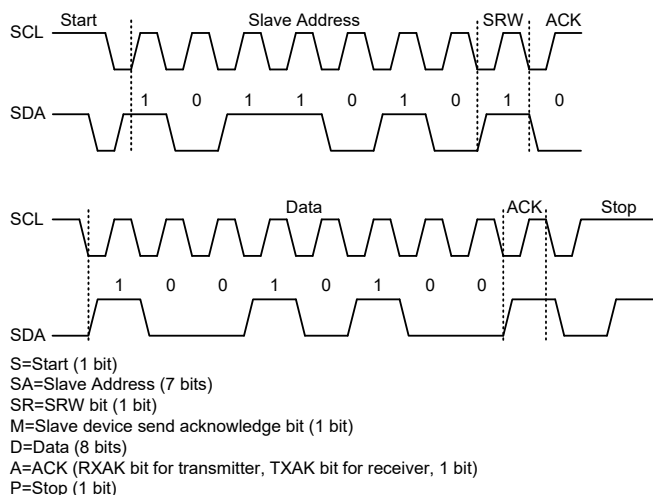 Start Slave Address SRW ACK
SCL
1 0 1 1 0 1 0 1 0
SDA
Data ACK Stop
SCL
1 0 0 1 0 1 0 0
SDA
S=Start (1 bit)
SA=Slave Address (7 bits)
SR=SRW bit (1 bit)
M=Slave device send acknowledge bit (1 bit)
D=Data (8 bits)
A=ACK (RXAK bit for transmitter, TXAK bit for receiver, 1 bit)
P=Stop (1 bit)